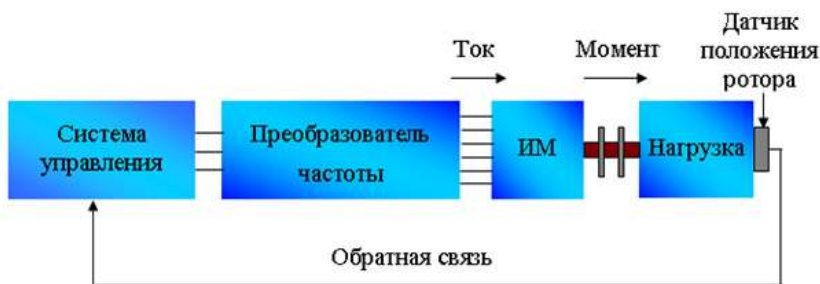 Датчик
положения
ротора
Ток
Момент
Система
управления
Преобразователь
частоты
ИМ
Нагрузка
Обратная связь